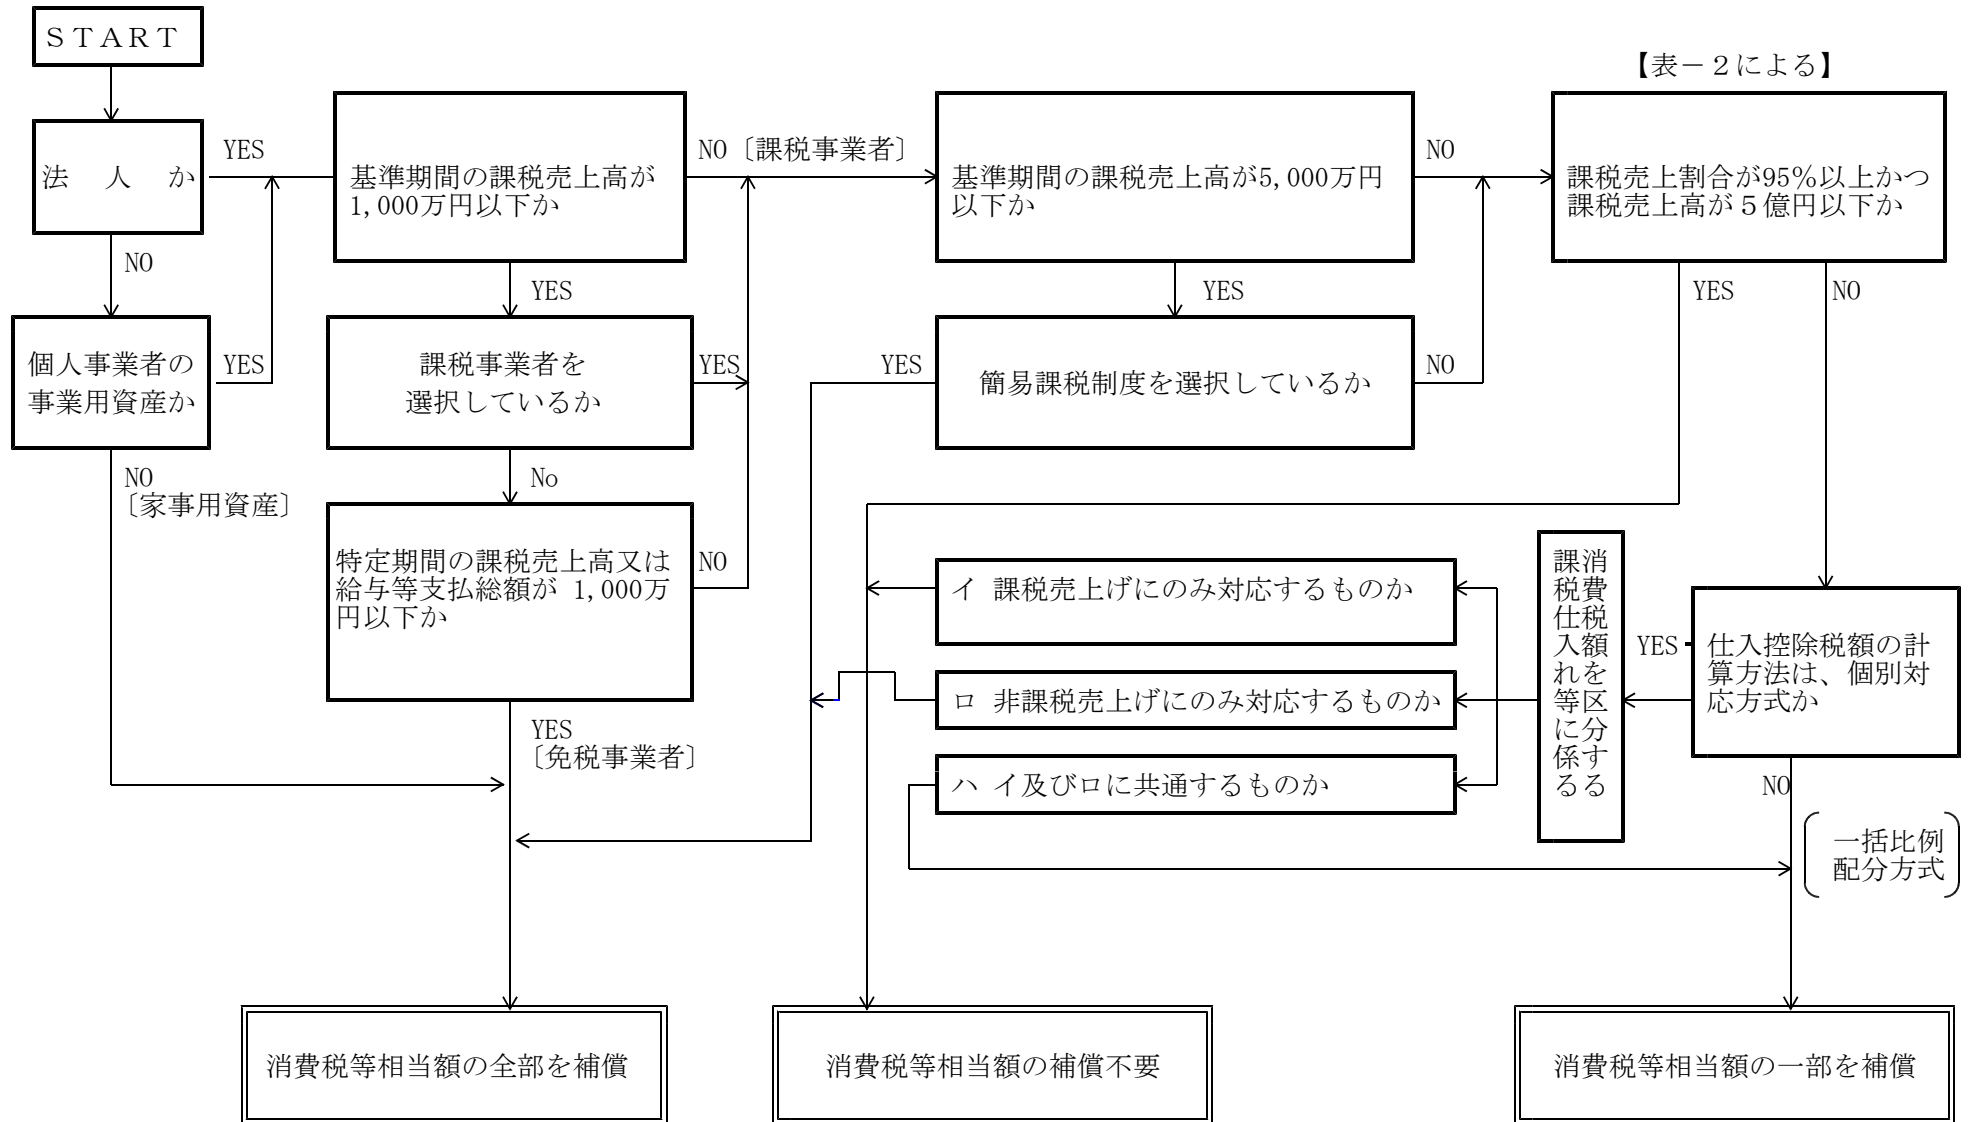 ＳＴＡＲＴ
【表－２による】
法　人　か
YES
基準期間の課税売上高が
1,000万円以下か
NO〔課税事業者〕
基準期間の課税売上高が5,000万円
以下か
NO
課税売上割合が95％以上かつ
課税売上高が５億円以下か
NO
YES
YES
YES
NO
個人事業者の
事業用資産か
YES
課税事業者を
選択しているか
YES
YES
簡易課税制度を選択しているか
NO
NO
〔家事用資産〕
No
特定期間の課税売上高又は
給与等支払総額が 1,000万
円以下か
NO
イ 課税売上げにのみ対応するものか
ロ 非課税売上げにのみ対応するものか
ハ イ及びロに共通するものか
消費税額を区分する
課税仕入れ等に係る
YES
仕入控除税額の計
算方法は、個別対
応方式か
YES
〔免税事業者〕
NO
一括比例
配分方式
消費税等相当額の全部を補償
消費税等相当額の補償不要
消費税等相当額の一部を補償